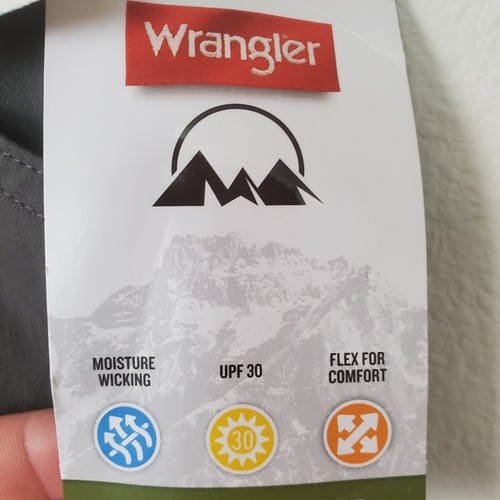 Wrangler
MOISTURE
WICKING
UPF 30
FLEX FOR
COMFORT
30